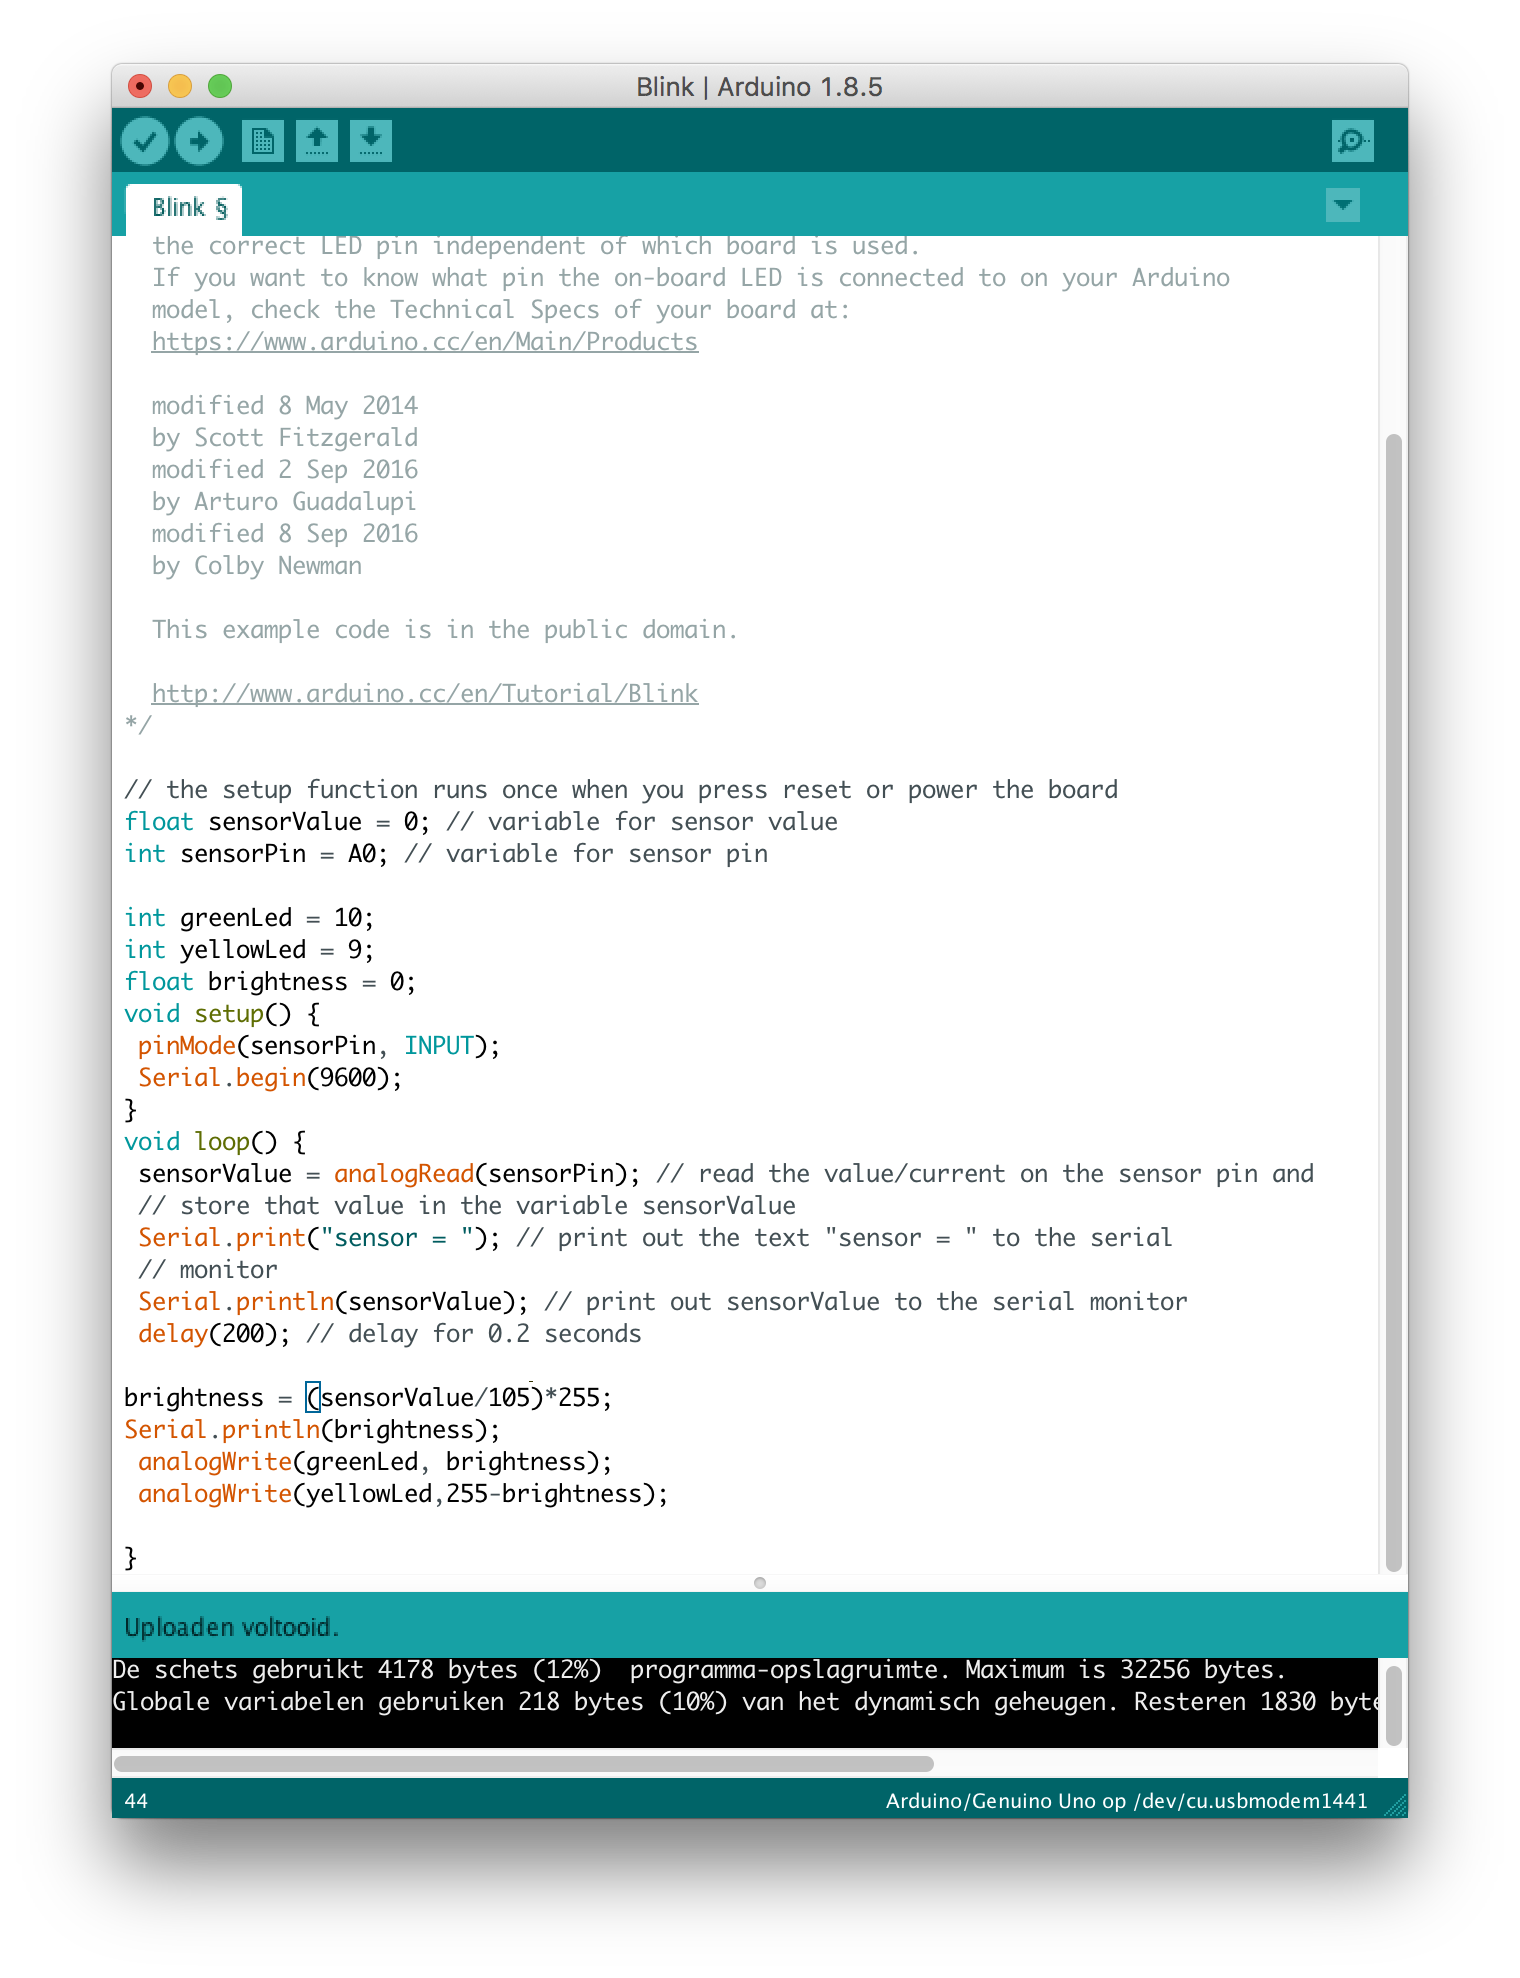 Blink | Arduino 1.8.5
Blink §
the correct LED pin independent of which board is used.
If you want to know what pin the on-board LED is connected to on your Arduino
model, check the Technical Specs of your board at:
https://www.arduino.cc/en/Main/Products
modified 8 May 2014
by Scott Fitzgerald
modified 2 Sep 2016
by Arturo Guadalupi
modified 8 Sep 2016
by Colby Newman
This example code is in the public domain.
http://www.arduino.cc/en/Tutorial/Blink
*/
// the setup function runs once when you press reset or power the board
float sensorValue = 0; // variable for sensor value
int sensorPin = A0; // variable for sensor pin
int greenLed = 10;
int yellowLed = 9;
float brightness = 0;
void setup() {
pinMode(sensorPin, INPUT);
Serial.begin(9600);
}
void loop() {
sensorValue = analogRead(sensorPin); // read the value/current on the sensor pin and
// store that value in the variable sensorValue
Serial.print("sensor = "); // print out the text "sensor = " to the serial
// monitor
Serial.println(sensorValue); // print out sensorValue to the serial monitor
delay(200); // delay for 0.2 seconds
brightness = (sensorValue/105)*255;
Serial.println(brightness);
analogWrite(greenLed, brightness);
analogWrite(yellowLed,255-brightness);
}
Uploaden voltooid.
De schets gebruikt 4178 bytes (12%)  programma-opslagruimte. Maximum is 32256 bytes.
Globale variabelen gebruiken 218 bytes (10%) van het dynamisch geheugen. Resteren 1830 byte
44
Arduino/Genuino Uno op /dev/cu.usbmodem1441